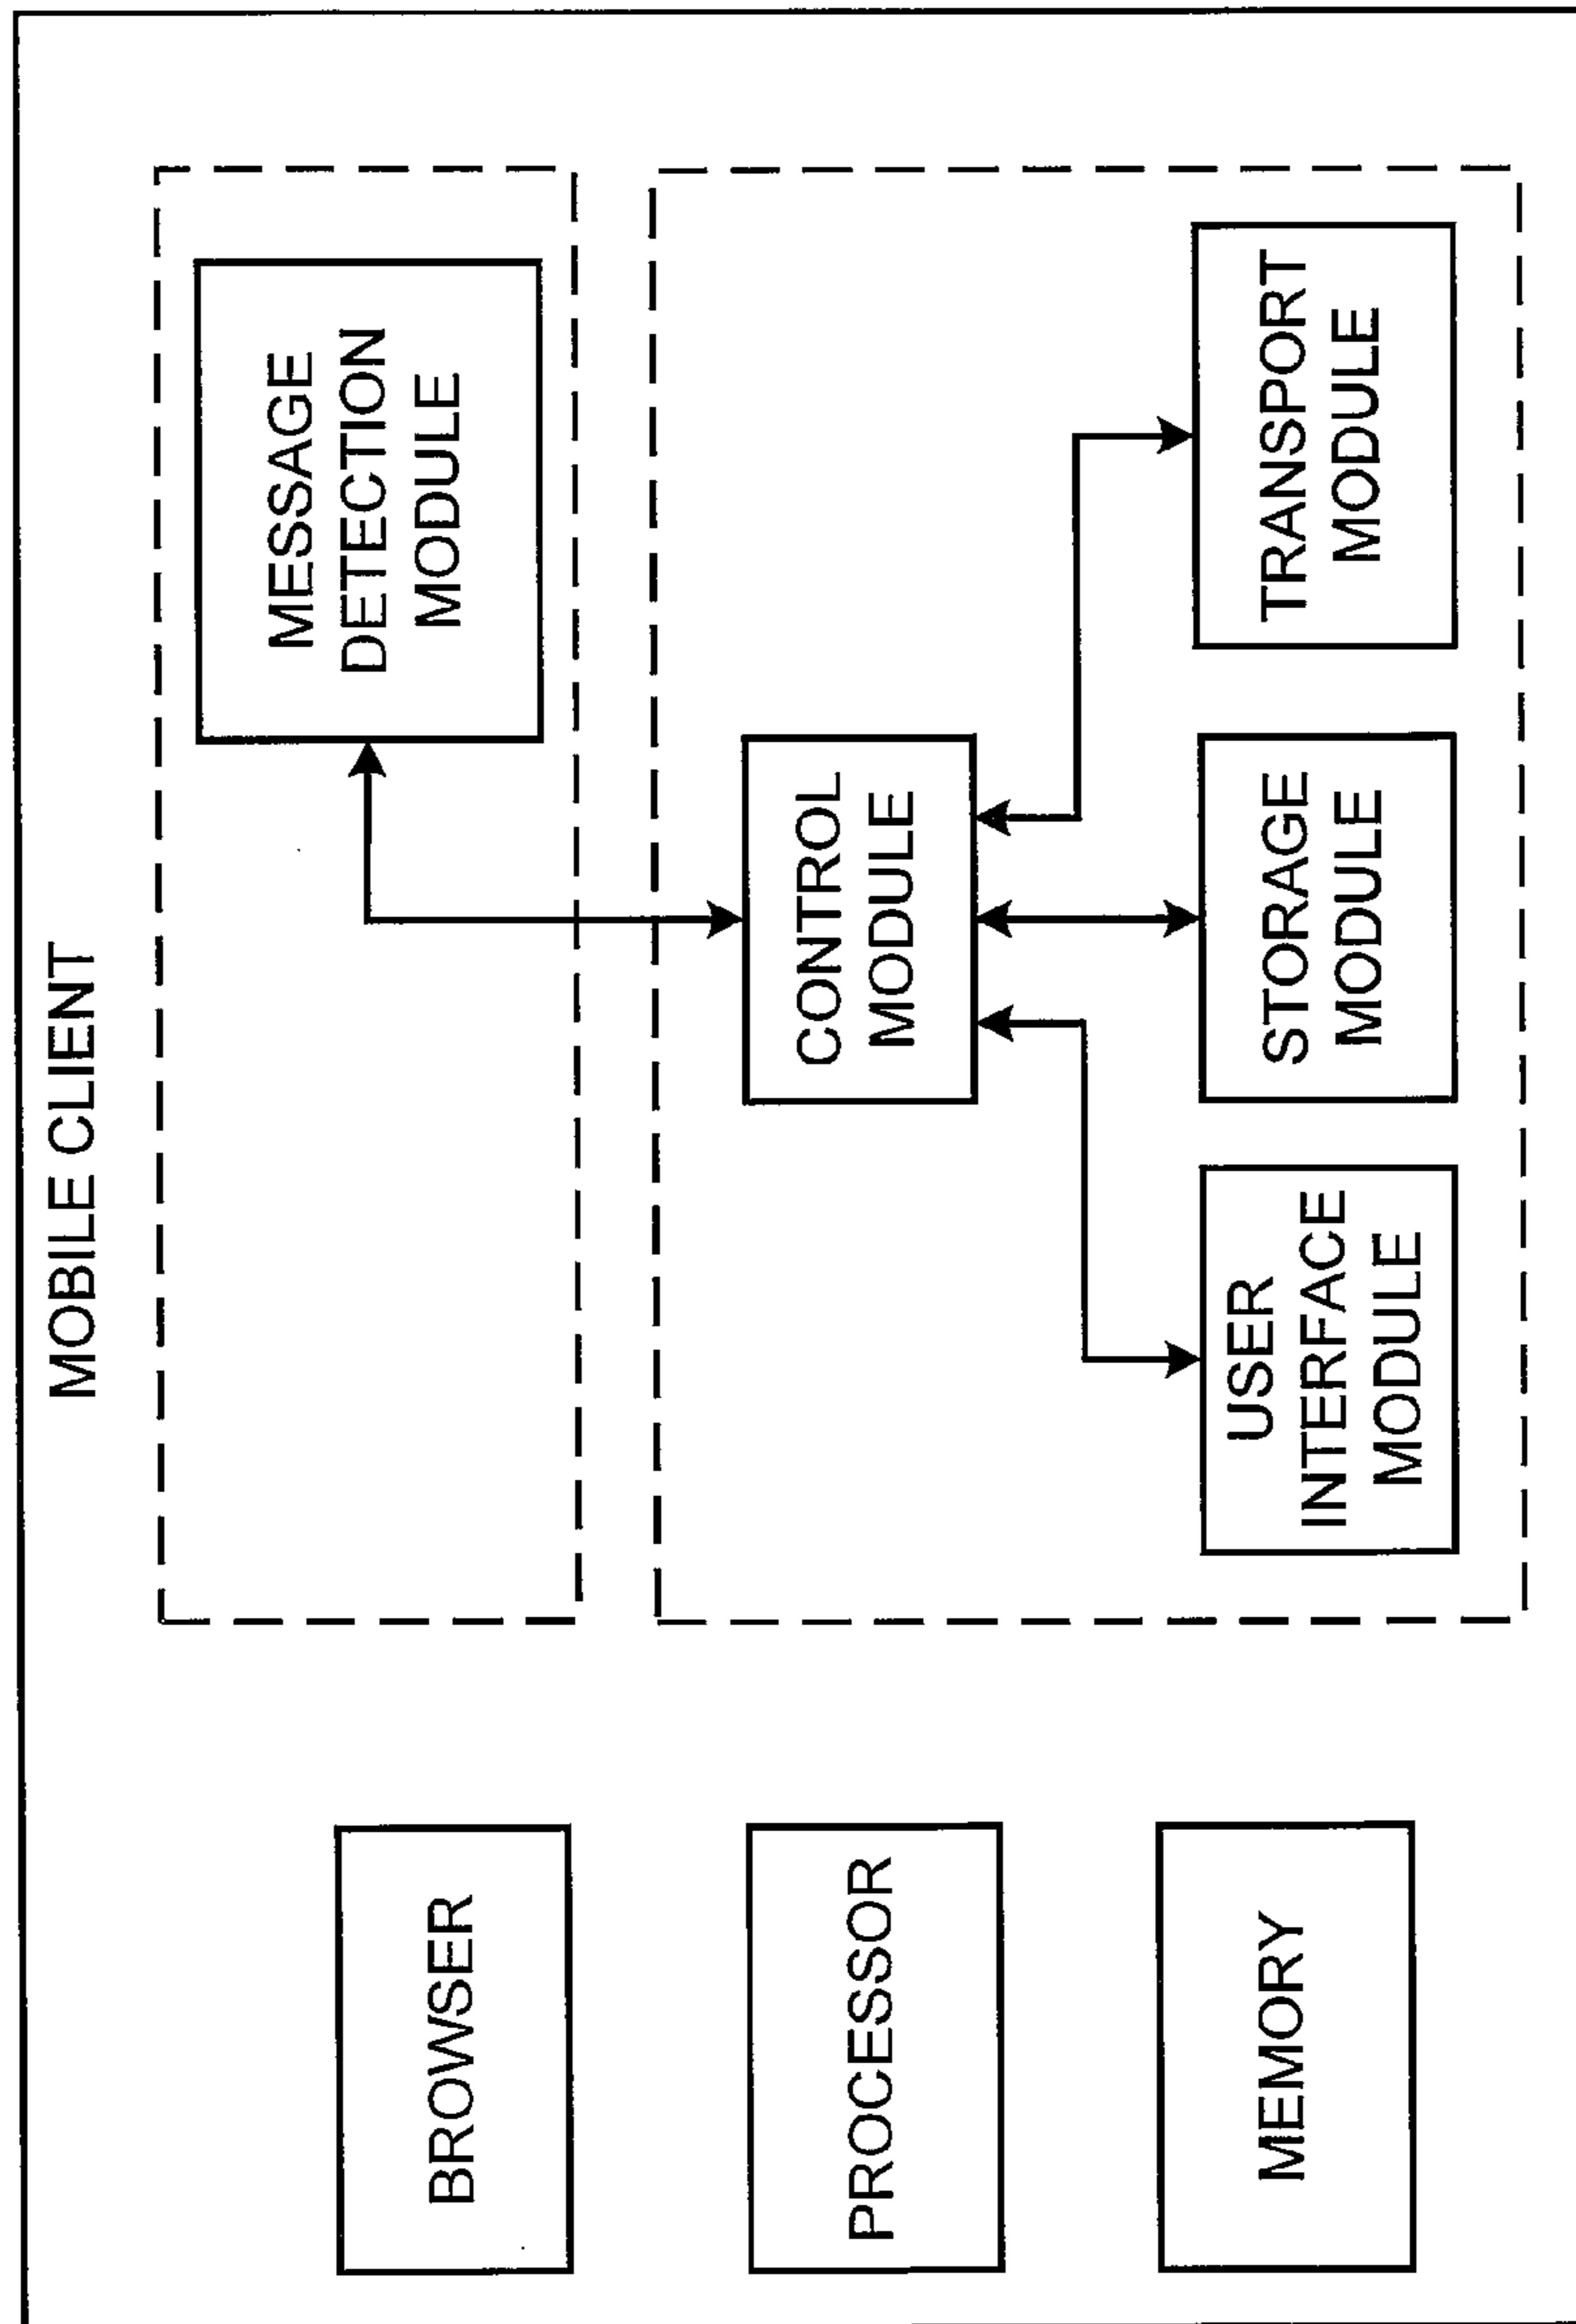 MOBILE CLIENT
BROWSER
PROCESSOR
MEMORY
MESSAGE
DETECTION
MODULE
CONTROL
MODULE
USER
INTERFACE
MODULE
STORAGE
MODULE
TRANSPORT
MODULE